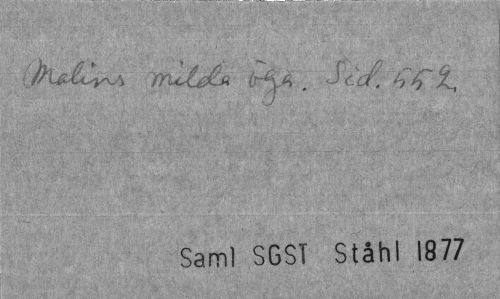 Malins milda öga. Sid. 552.
Saml SGST Ståhl 1877